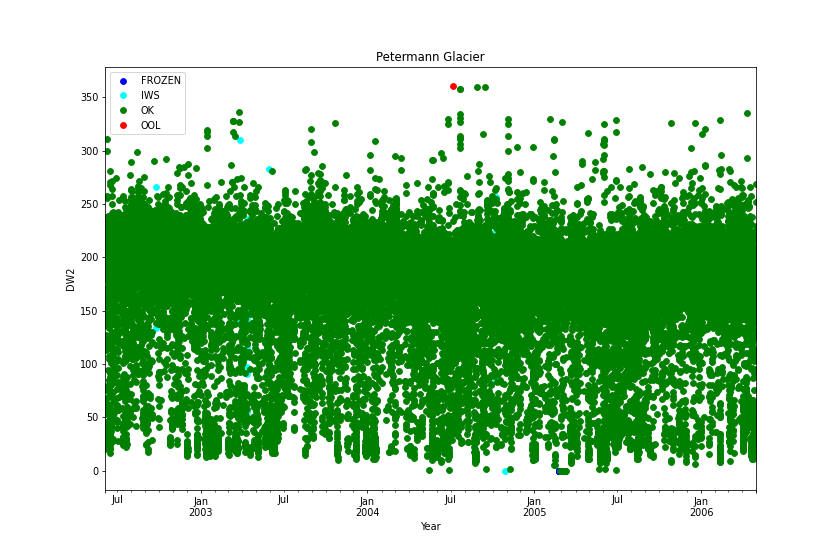 Petermann Glacier
FROZEN
IWS
OK
OOL
350
300
250
200
150
100
50
0
DW2
Jul
Jan
2003
Jul
Jan
2004
Jul
Jan
2005
Jul
Jan
2006
Year